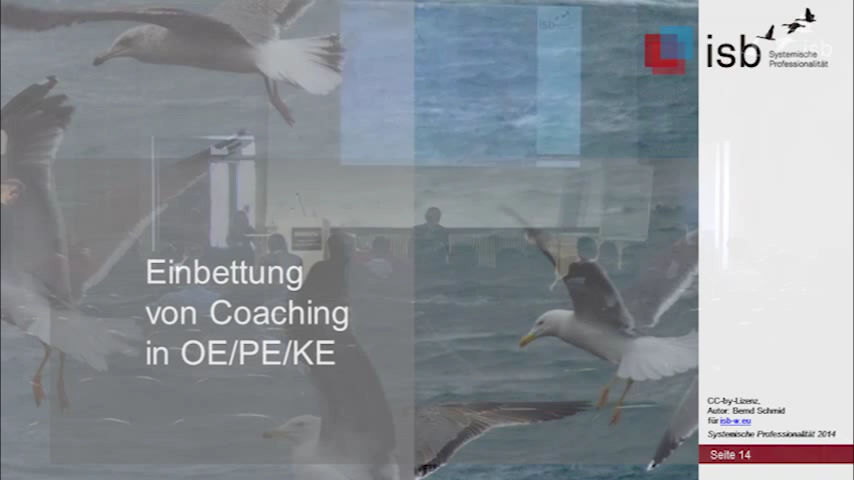 isb
Systemische
Professionalität
Einbettung
von Coaching
in OE/PE/KE
CC-by-Lizenz,
Autor: Bernd Schmid
für isb-w.eu
Systemische Professionalität 2014
Seite 14